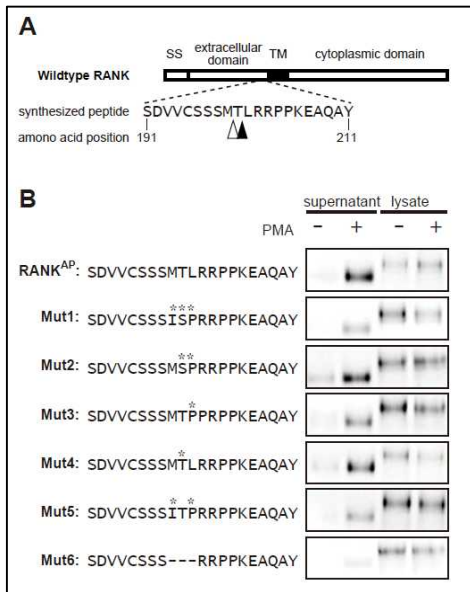 A
SS
extracellular
domain
TM
cytoplasmic domain
Wildtype RANK
synthesized peptide SDVVCSSSMTLRRPPKEAQAY
amono acid position 191 211
B
supernatant lysate
PMA − + − +
RANKAP: SDVVCSSSMTLRRPPKEAQAY
***
Mut1: SDVVCSSSISPRRPPKEAQAY
**
Mut2: SDVVCSSSMSPRRPPKEAQAY
*
Mut3: SDVVCSSSMTPRRPPKEAQAY
*
Mut4: SDVVCSSSMTLRRPPKEAQAY
* *
Mut5: SDVVCSSSITPRRPPKEAQAY
Mut6: SDVVCSSS---RRPPKEAQAY